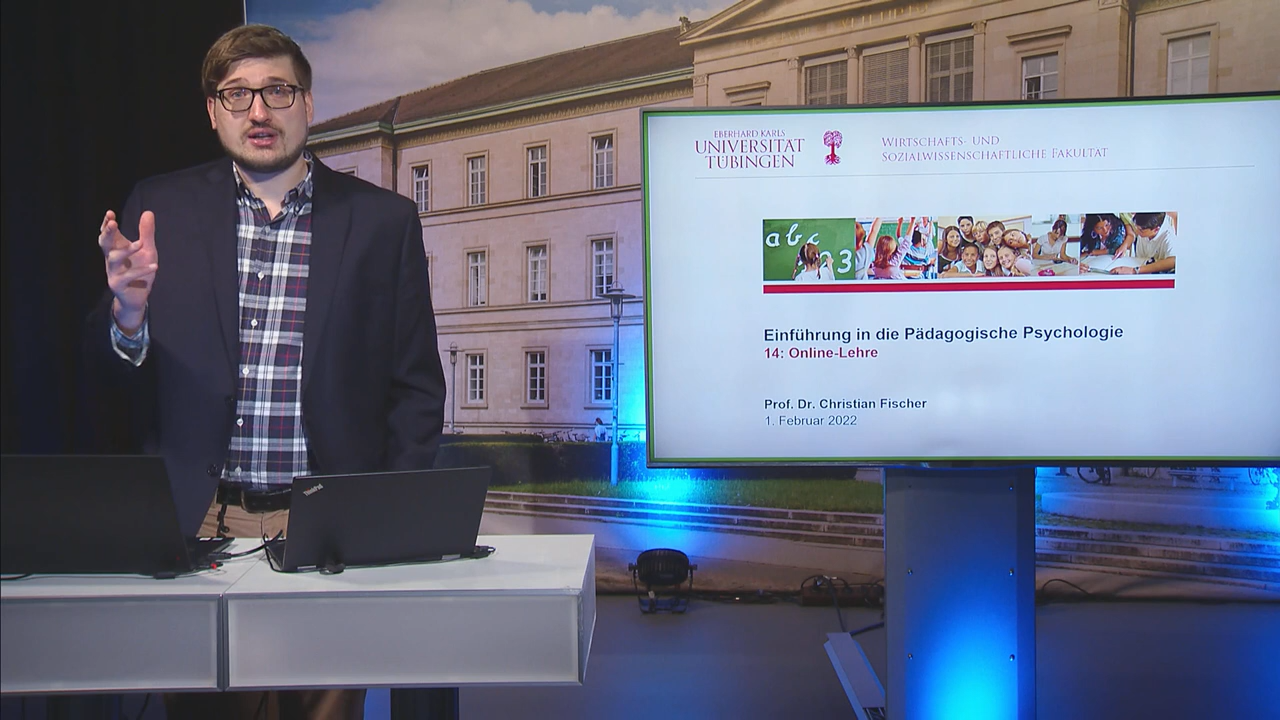 EBERHARD KARLS
UNIVERSITÄT
TÜBINGEN
WIRTSCHAFTS- UND
SOZIALWISSENSCHAFTLICHE FAKULTÄT
abc
3
Einführung in die Pädagogische Psychologie
14: Online-Lehre
Prof. Dr. Christian Fischer
1. Februar 2022
ThinkPad